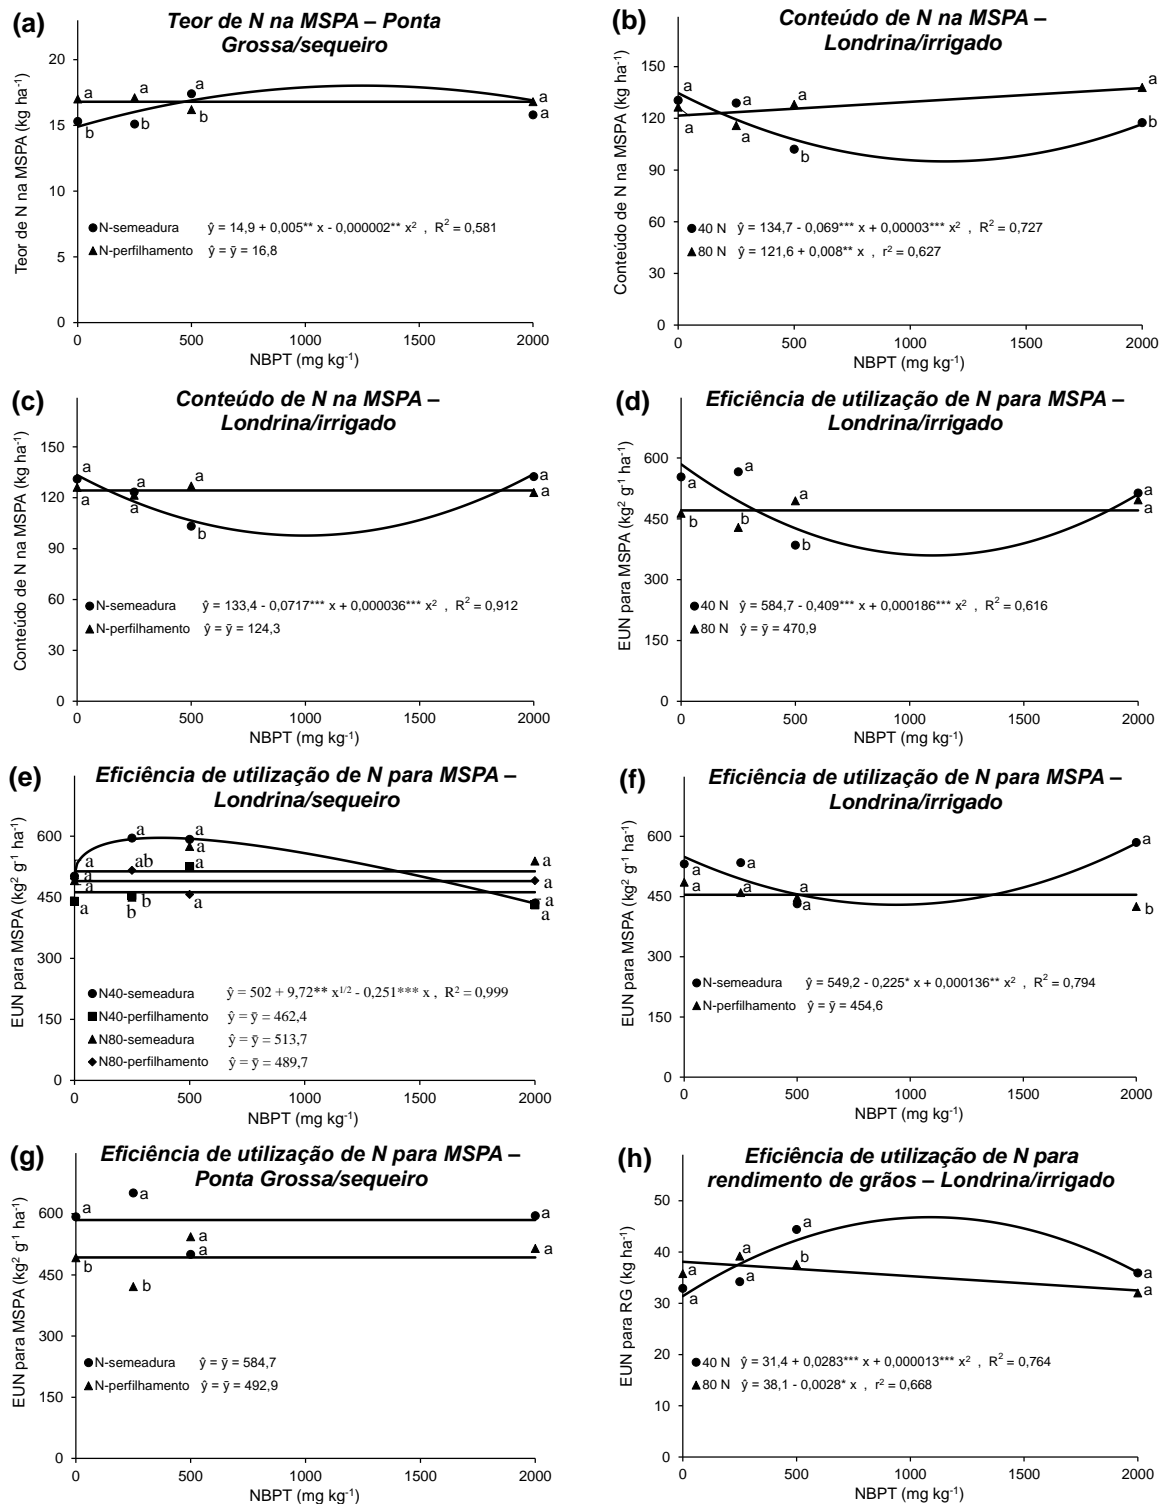 (a) Teor de N na MSPA – Ponta
Grossa/sequeiro
Teor de N na MSPA (kg ha-1)
20
15
10
5
0
a a a a
b b b a
● N-semeadura ŷ = 14,9 + 0,005** x - 0,000002** x² , R² = 0,581
▲ N-perfilhamento ŷ = ȳ = 16,8
0 500 1000 1500 2000
NBPT (mg kg-1)
(b) Conteúdo de N na MSPA –
Londrina/irrigado
Conteúdo de N na MSPA (kg ha-1)
150
120
90
60
30
0
a a a a
a a b b
● 40 N ŷ = 134,7 - 0,069*** x + 0,00003*** x² , R² = 0,727
▲ 80 N ŷ = 121,6 + 0,008** x , r² = 0,627
0 500 1000 1500 2000
NBPT (mg kg-1)
(c) Conteúdo de N na MSPA –
Londrina/irrigado
Conteúdo de N na MSPA (kg ha-1)
150
120
90
60
30
0
a a a a
a a b a
● N-semeadura ŷ = 133,4 - 0,0717*** x + 0,000036*** x² , R² = 0,912
▲ N-perfilhamento ŷ = ȳ = 124,3
0 500 1000 1500 2000
NBPT (mg kg-1)
(d) Eficiência de utilização de N para MSPA –
Londrina/irrigado
EUN para MSPA (kg² g-1 ha-1)
600
450
300
150
0
a a a a
b b b a
● 40 N ŷ = 584,7 - 0,409*** x + 0,000186*** x² , R² = 0,616
▲ 80 N ŷ = ȳ = 470,9
0 500 1000 1500 2000
NBPT (mg kg-1)
(e) Eficiência de utilização de N para MSPA –
Londrina/sequeiro
EUN para MSPA (kg² g-1 ha-1)
600
450
300
150
0
a a a a
a ab a a
a b a a
a b a a
● N40-semeadura ŷ = 502 + 9,72** x1/2 - 0,251*** x , R² = 0,999
■ N40-perfilhamento ŷ = ȳ = 462,4
▲ N80-semeadura ŷ = ȳ = 513,7
◆ N80-perfilhamento ŷ = ȳ = 489,7
0 500 1000 1500 2000
NBPT (mg kg-1)
(f) Eficiência de utilização de N para MSPA –
Londrina/irrigado
EUN para MSPA (kg² g-1 ha-1)
600
450
300
150
0
a a a a
a a a b
● N-semeadura ŷ = 549,2 - 0,225* x + 0,000136** x² , R² = 0,794
▲ N-perfilhamento ŷ = ȳ = 454,6
0 500 1000 1500 2000
NBPT (mg kg-1)
(g) Eficiência de utilização de N para MSPA –
Ponta Grossa/sequeiro
EUN para MSPA (kg² g-1 ha-1)
600
450
300
150
0
a a a a
b b a a
● N-semeadura ŷ = ȳ = 584,7
▲ N-perfilhamento ŷ = ȳ = 492,9
0 500 1000 1500 2000
NBPT (mg kg-1)
(h) Eficiência de utilização de N para
rendimento de grãos – Londrina/irrigado
EUN para RG (kg ha-1)
50
40
30
20
10
0
a a a a
a a b a
● 40 N ŷ = 31,4 + 0,0283*** x + 0,000013*** x² , R² = 0,764
▲ 80 N ŷ = 38,1 - 0,0028* x , r² = 0,668
0 500 1000 1500 2000
NBPT (mg kg-1)